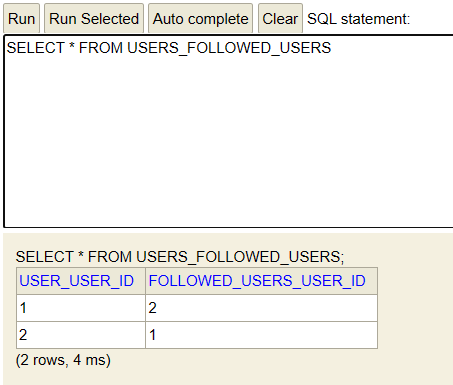 Run Run Selected Auto complete Clear SQL statement:
SELECT * FROM USERS_FOLLOWED_USERS
SELECT * FROM USERS_FOLLOWED_USERS;
USER_USER_ID FOLLOWED_USERS_USER_ID
1 2
2 1
(2 rows, 4 ms)